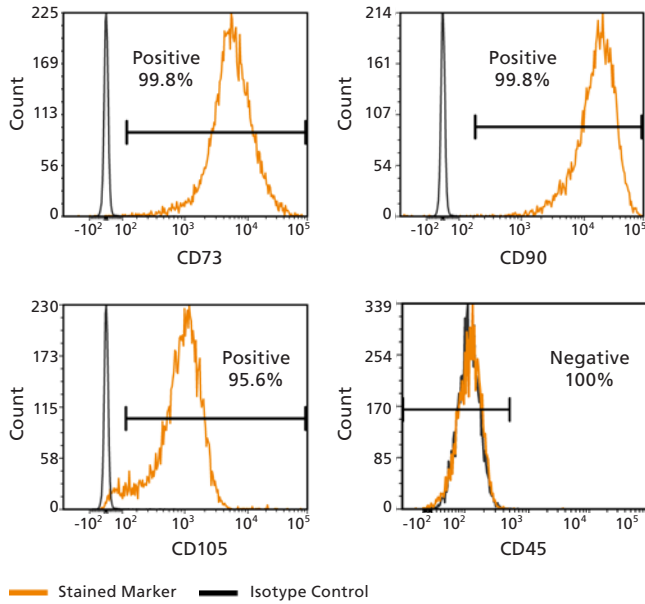 225
169
113
56
0
Count
Positive
99.8%
-10² 10² 10³ 10⁴ 10⁵
CD73
214
161
107
54
0
Count
Positive
99.8%
-10² 10² 10³ 10⁴ 10⁵
CD90
230
173
115
58
0
Count
Positive
95.6%
-10² 10² 10³ 10⁴ 10⁵
CD105
339
254
170
85
0
Count
Negative
100%
-10² 10² 10³ 10⁴ 10⁵
CD45
Stained Marker Isotype Control